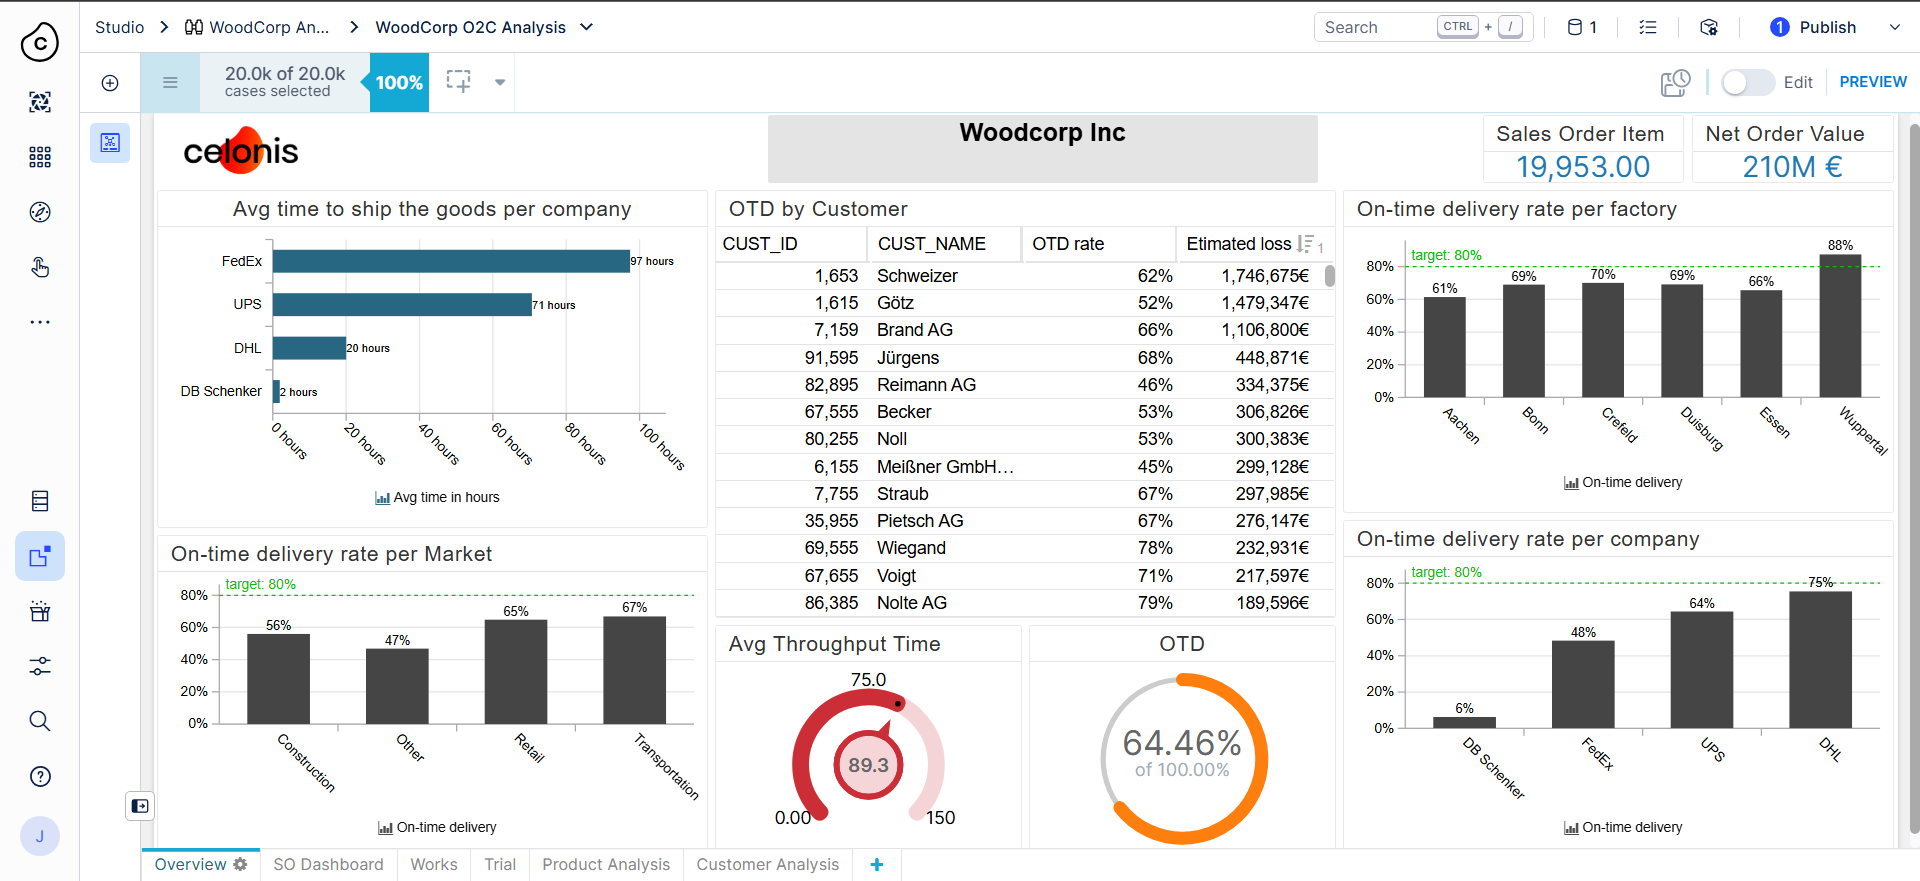 Studio
WoodCorp An...
WoodCorp O2C Analysis
Search
CTRL + /
1
1 Publish
20.0k of 20.0k
cases selected
100%
Edit
PREVIEW
celonis
Woodcorp Inc
Sales Order Item
19,953.00
Net Order Value
210M €
Avg time to ship the goods per company
FedEx
97 hours
UPS
71 hours
DHL
20 hours
DB Schenker
2 hours
0 hours
20 hours
40 hours
60 hours
80 hours
100 hours
Avg time in hours
OTD by Customer
CUST_ID CUST_NAME OTD rate Etimated loss 1
1,653 Schweizer 62% 1,746,675€
1,615 Götz 52% 1,479,347€
7,159 Brand AG 66% 1,106,800€
91,595 Jürgens 68% 448,871€
82,895 Reimann AG 46% 334,375€
67,555 Becker 53% 306,826€
80,255 Noll 53% 300,383€
6,155 Meißner GmbH... 45% 299,128€
7,755 Straub 67% 297,985€
35,955 Pietsch AG 67% 276,147€
69,555 Wiegand 78% 232,931€
67,655 Voigt 71% 217,597€
86,385 Nolte AG 79% 189,596€
On-time delivery rate per factory
target: 80%
80%
60%
40%
20%
0%
61%
69%
70%
69%
66%
88%
Aachen
Bonn
Crefeld
Duisburg
Essen
Wuppertal
On-time delivery
On-time delivery rate per Market
target: 80%
80%
60%
40%
20%
0%
56%
47%
65%
67%
Construction
Other
Retail
Transportation
On-time delivery
Avg Throughput Time
75.0
89.3
0.00
150
OTD
64.46%
of 100.00%
On-time delivery rate per company
target: 80%
80%
60%
40%
20%
0%
6%
48%
64%
75%
DB Schenker
FedEx
UPS
DHL
On-time delivery
J
Overview
SO Dashboard
Works
Trial
Product Analysis
Customer Analysis
+